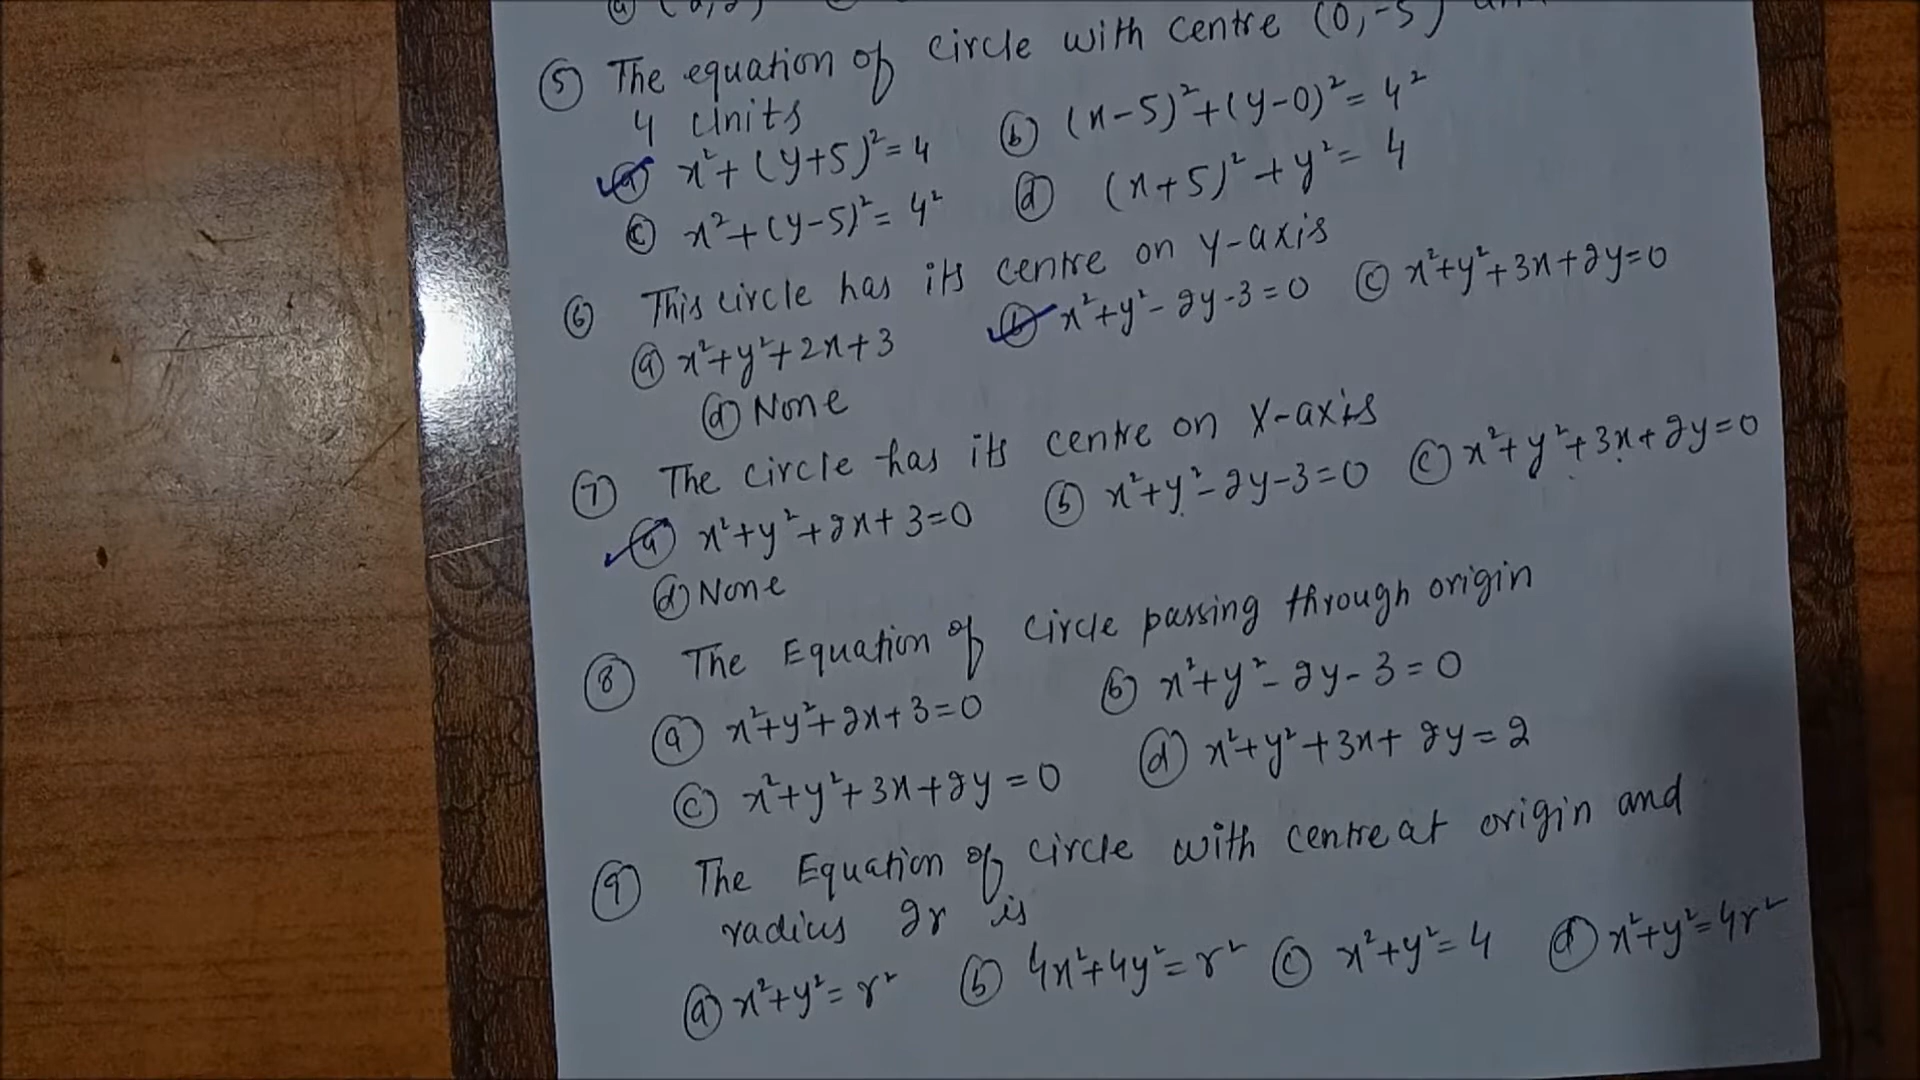 ⑤ The equation of circle with centre (0,-5)
4 units
ⓐ x²+(y+5)²=4 ⓑ (x-5)²+(y-0)²=4²
ⓒ x²+(y-5)²=4² ⓓ (x+5)²+y²=4
⑥ This circle has its centre on y-axis
ⓐ x²+y²+2x+3 ⓑ x²+y²-2y-3=0 ⓒ x²+y²+3x+2y=0
ⓓ None
⑦ The circle has its centre on X-axis
ⓐ x²+y²+2x+3=0 ⓑ x²+y²-2y-3=0 ⓒ x²+y²+3x+2y=0
ⓓ None
⑧ The Equation of circle passing through origin
ⓐ x²+y²+2x+3=0 ⓑ x²+y²-2y-3=0
ⓒ x²+y²+3x+2y=0 ⓓ x²+y²+3x+2y=2
⑨ The Equation of circle with centre at origin and
radius 2r is
ⓐ x²+y²=r² ⓑ 4x²+4y²=r² ⓒ x²+y²=4 ⓓ x²+y²=4r²